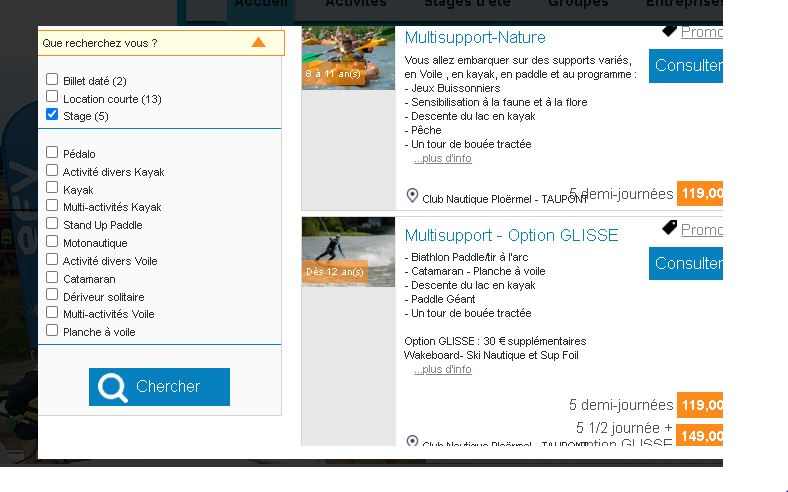 Accueil Activités Stages d'été Groupes Entreprises
Que recherchez vous ?
Billet daté (2)
Location courte (13)
Stage (5)
Pédalo
Activité divers Kayak
Kayak
Multi-activités Kayak
Stand Up Paddle
Motonautique
Activité divers Voile
Catamaran
Dériveur solitaire
Multi-activités Voile
Planche à voile
Chercher
8 à 11 an(s)
Multisupport-Nature
Promo
Vous allez embarquer sur des supports variés,
en Voile , en kayak, en paddle et au programme :
- Jeux Buissonniers
- Sensibilisation à la faune et à la flore
- Descente du lac en kayak
- Pêche
- Un tour de bouée tractée
...plus d'info
Consulter
Club Nautique Ploërmel - TAUPONT
5 demi-journées 119,00
Dès 12 an(s)
Multisupport - Option GLISSE
Promo
- Biathlon Paddle/tir à l'arc
- Catamaran - Planche à voile
- Descente du lac en kayak
- Paddle Géant
- Un tour de bouée tractée
Option GLISSE : 30 € supplémentaires
Wakeboard- Ski Nautique et Sup Foil
...plus d'info
Consulter
5 demi-journées 119,00
5 1/2 journée +
option GLISSE 149,00
Club Nautique Ploërmel - TAUPONT